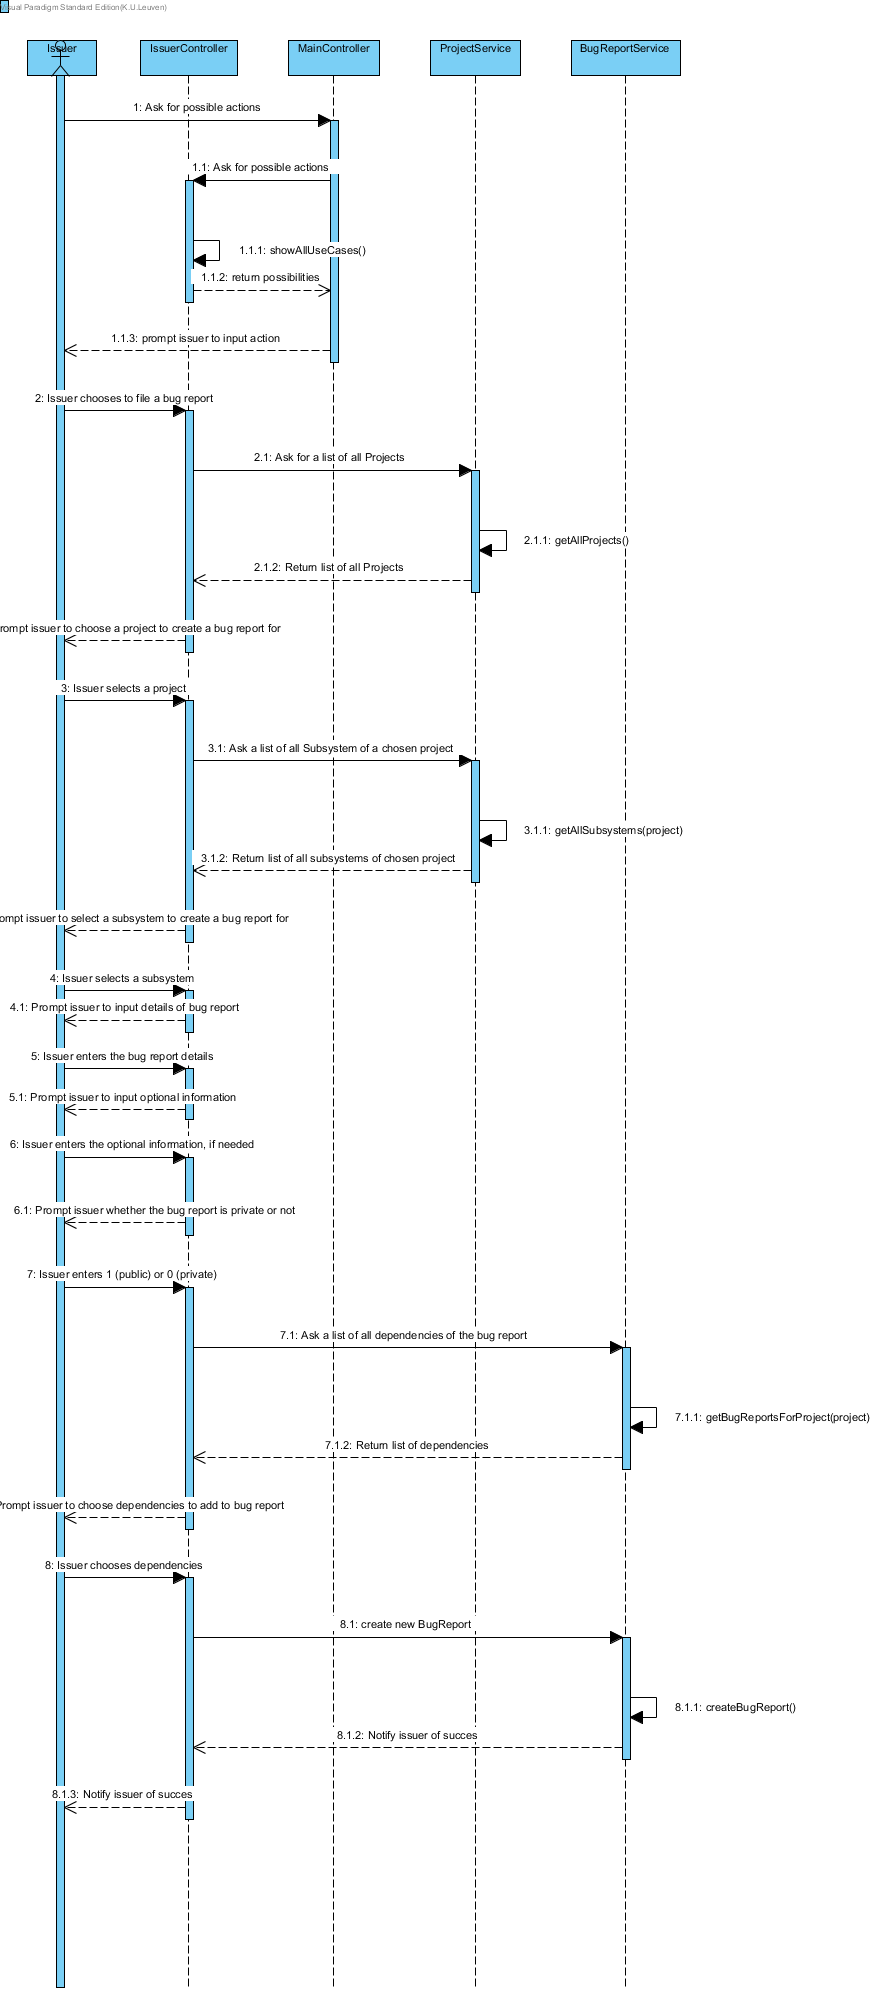 Visual Paradigm Standard Edition(K.U.Leuven)
Issuer
IssuerController
MainController
ProjectService
BugReportService
1: Ask for possible actions
1.1: Ask for possible actions
1.1.1: showAllUseCases()
1.1.2: return possibilities
1.1.3: prompt issuer to input action
2: Issuer chooses to file a bug report
2.1: Ask for a list of all Projects
2.1.1: getAllProjects()
2.1.2: Return list of all Projects
rompt issuer to choose a project to create a bug report for
3: Issuer selects a project
3.1: Ask a list of all Subsystem of a chosen project
3.1.1: getAllSubsystems(project)
3.1.2: Return list of all subsystems of chosen project
ompt issuer to select a subsystem to create a bug report for
4: Issuer selects a subsystem
4.1: Prompt issuer to input details of bug report
5: Issuer enters the bug report details
5.1: Prompt issuer to input optional information
6: Issuer enters the optional information, if needed
6.1: Prompt issuer whether the bug report is private or not
7: Issuer enters 1 (public) or 0 (private)
7.1: Ask a list of all dependencies of the bug report
7.1.1: getBugReportsForProject(project)
7.1.2: Return list of dependencies
Prompt issuer to choose dependencies to add to bug report
8: Issuer chooses dependencies
8.1: create new BugReport
8.1.1: createBugReport()
8.1.2: Notify issuer of succes
8.1.3: Notify issuer of succes